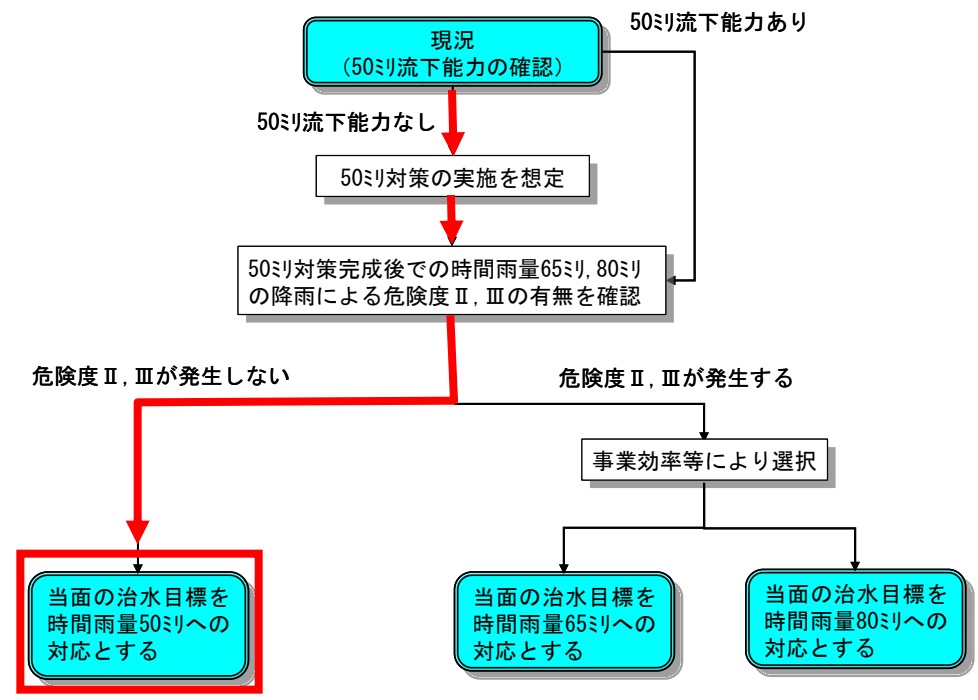 50ミリ流下能力あり
現況
(50ミリ流下能力の確認)
50ミリ流下能力なし
50ミリ対策の実施を想定
50ミリ対策完成後での時間雨量65ミリ,80ミリ
の降雨による危険度Ⅱ,Ⅲの有無を確認
危険度Ⅱ,Ⅲが発生しない
危険度Ⅱ,Ⅲが発生する
事業効率等により選択
当面の治水目標を
時間雨量50ミリへの
対応とする
当面の治水目標を
時間雨量65ミリへの
対応とする
当面の治水目標を
時間雨量80ミリへの
対応とする